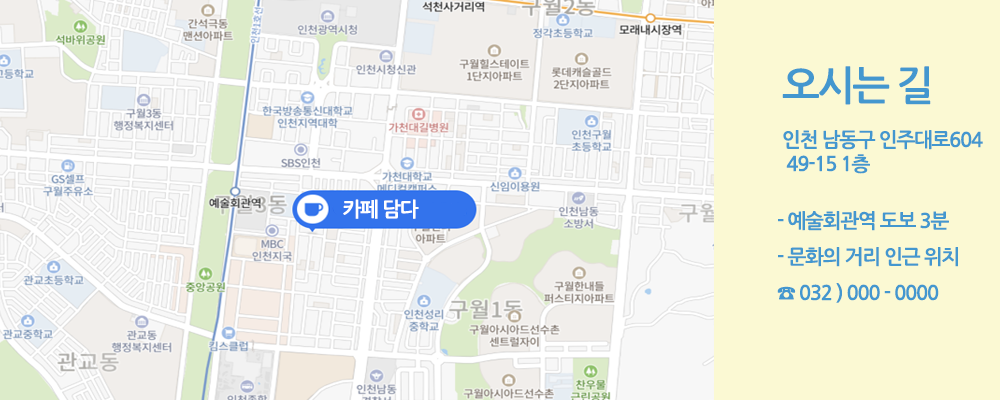 간석극동
맨션아파트
인천1호선
인천광역시청
석천사거리역
구월2동
정각초등학교
모래내시장역
석바위공원
인천시청신관
구월힐스테이트
1단지아파트
롯데캐슬골드
2단지아파트
고등학교
구월3동
행정복지센터
한국방송통신대학교
인천지역대학
가천대길병원
인천구월
초등학교
SBS인천
GS셀프
구월주유소
가천대학교
메디컬캠퍼스
신임이용원
예술회관역
구월3동
카페 담다
인천남동
소방서
구월
MBC
인천지국
아파트
관교초등학교
중앙공원
구월한내들
퍼스티지아파트
인천성리
중학교
구월1동
구월아시아드선수촌
센트럴자이
관교중학교
관교동
행정복지센터
킴스클럽
관교동
인천종합
인천남동
경찰서
구월아시아드선수촌
찬우물
근린공원
오시는 길
인천 남동구 인주대로604
49-15 1층
- 예술회관역 도보 3분
- 문화의 거리 인근 위치
☎ 032 ) 000 - 0000